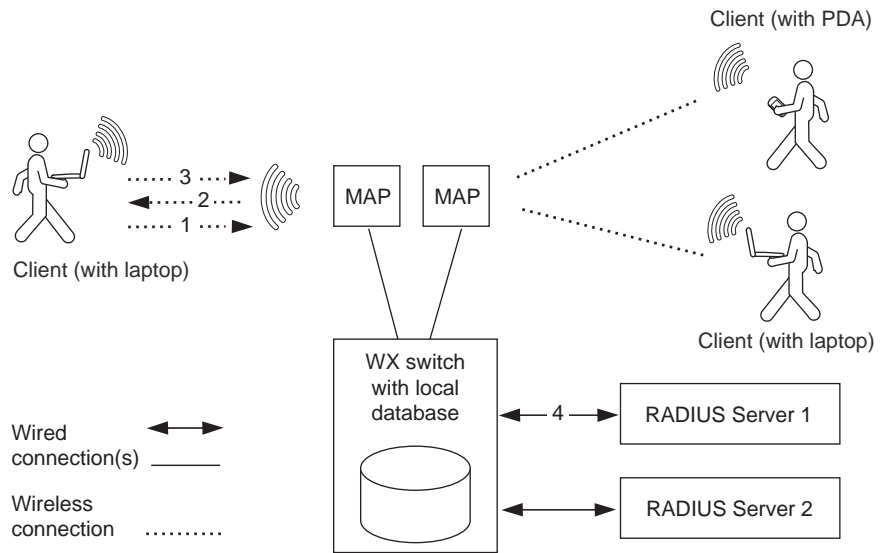 Client (with PDA)
3
2
1
MAP
MAP
Client (with laptop)
Client (with laptop)
WX switch
with local
database
4
RADIUS Server 1
RADIUS Server 2
Wired
connection(s)
Wireless
connection